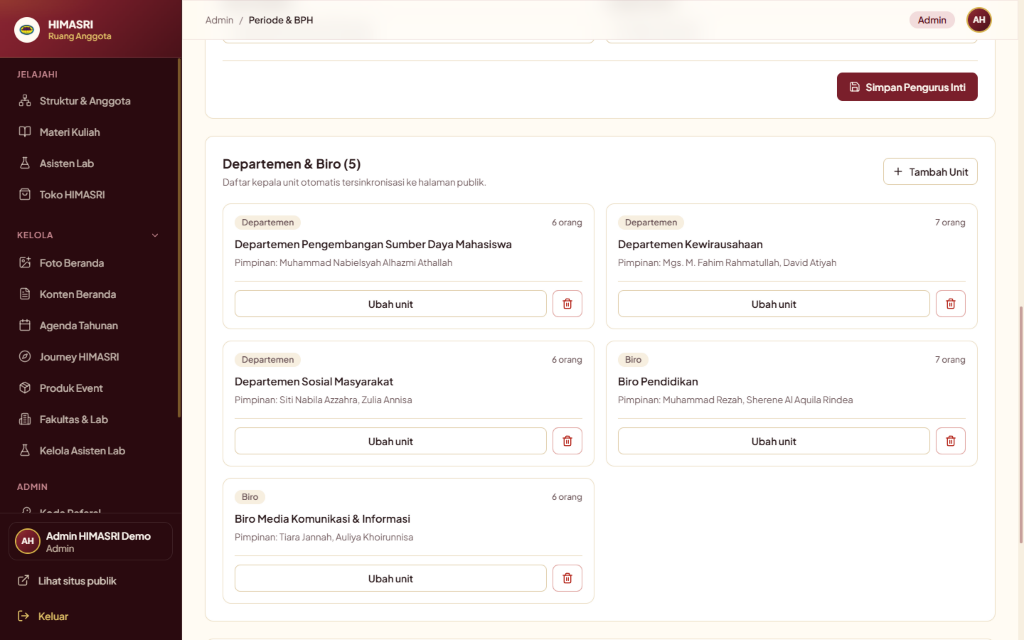 HIMASRI
Ruang Anggota
JELAJAHI
Struktur & Anggota
Materi Kuliah
Asisten Lab
Toko HIMASRI
KELOLA
Foto Beranda
Konten Beranda
Agenda Tahunan
Journey HIMASRI
Produk Event
Fakultas & Lab
Kelola Asisten Lab
ADMIN
Kode Referal
AH
Admin HIMASRI Demo
Admin
Lihat situs publik
Keluar
Admin / Periode & BPH
Admin
AH
Simpan Pengurus Inti
Departemen & Biro (5)
Daftar kepala unit otomatis tersinkronisasi ke halaman publik.
+ Tambah Unit
Departemen
6 orang
Departemen Pengembangan Sumber Daya Mahasiswa
Pimpinan: Muhammad Nabielsyah Alhazmi Athallah
Ubah unit
Departemen
7 orang
Departemen Kewirausahaan
Pimpinan: Mgs. M. Fahim Rahmatullah, David Atiyah
Ubah unit
Departemen
6 orang
Departemen Sosial Masyarakat
Pimpinan: Siti Nabila Azzahra, Zulia Annisa
Ubah unit
Biro
7 orang
Biro Pendidikan
Pimpinan: Muhammad Rezah, Sherene Al Aquila Rindea
Ubah unit
Biro
6 orang
Biro Media Komunikasi & Informasi
Pimpinan: Tiara Jannah, Auliya Khoirunnisa
Ubah unit